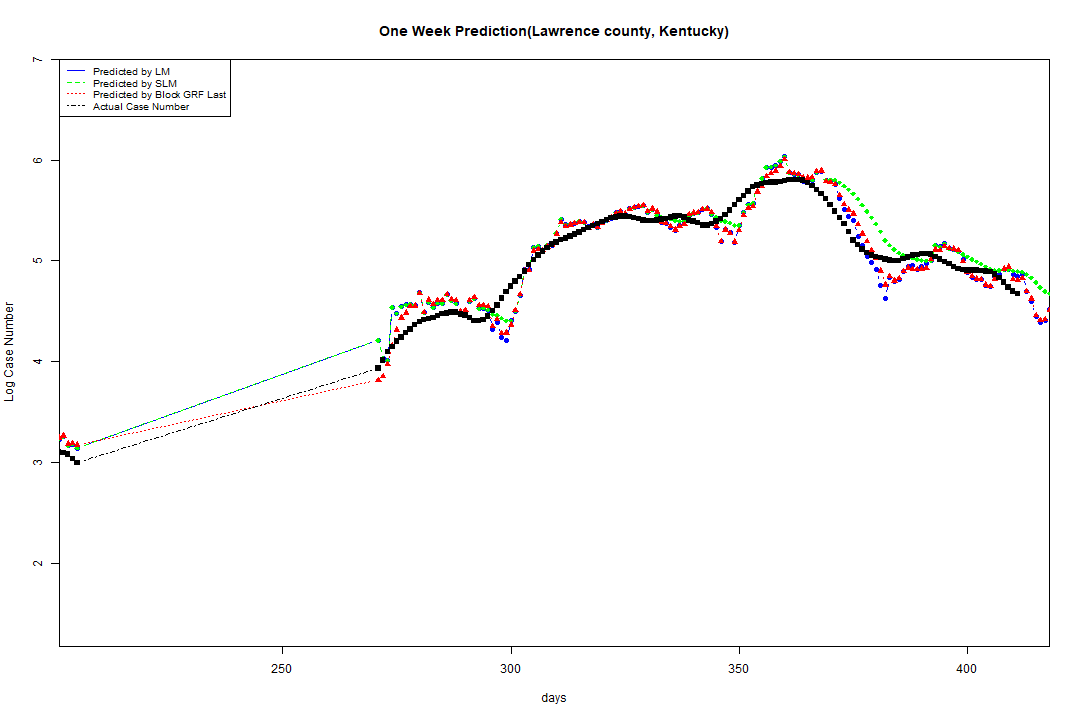 One Week Prediction(Lawrence county, Kentucky)
Predicted by LM
Predicted by SLM
Predicted by Block GRF Last
Actual Case Number
Log Case Number
7
6
5
4
3
2
250 300 350 400
days